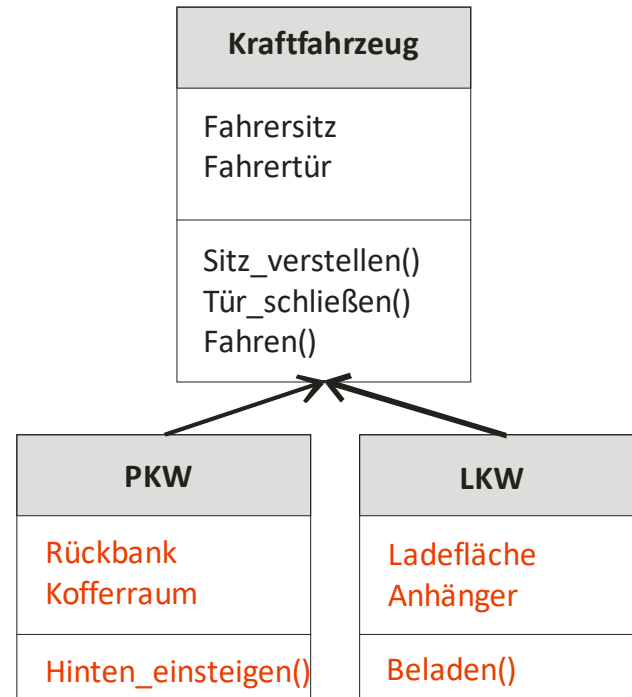 Kraftfahrzeug
Fahrersitz
Fahrertür
Sitz_verstellen()
Tür_schließen()
Fahren()
PKW
Rückbank
Kofferraum
Hinten_einsteigen()
LKW
Ladefläche
Anhänger
Beladen()